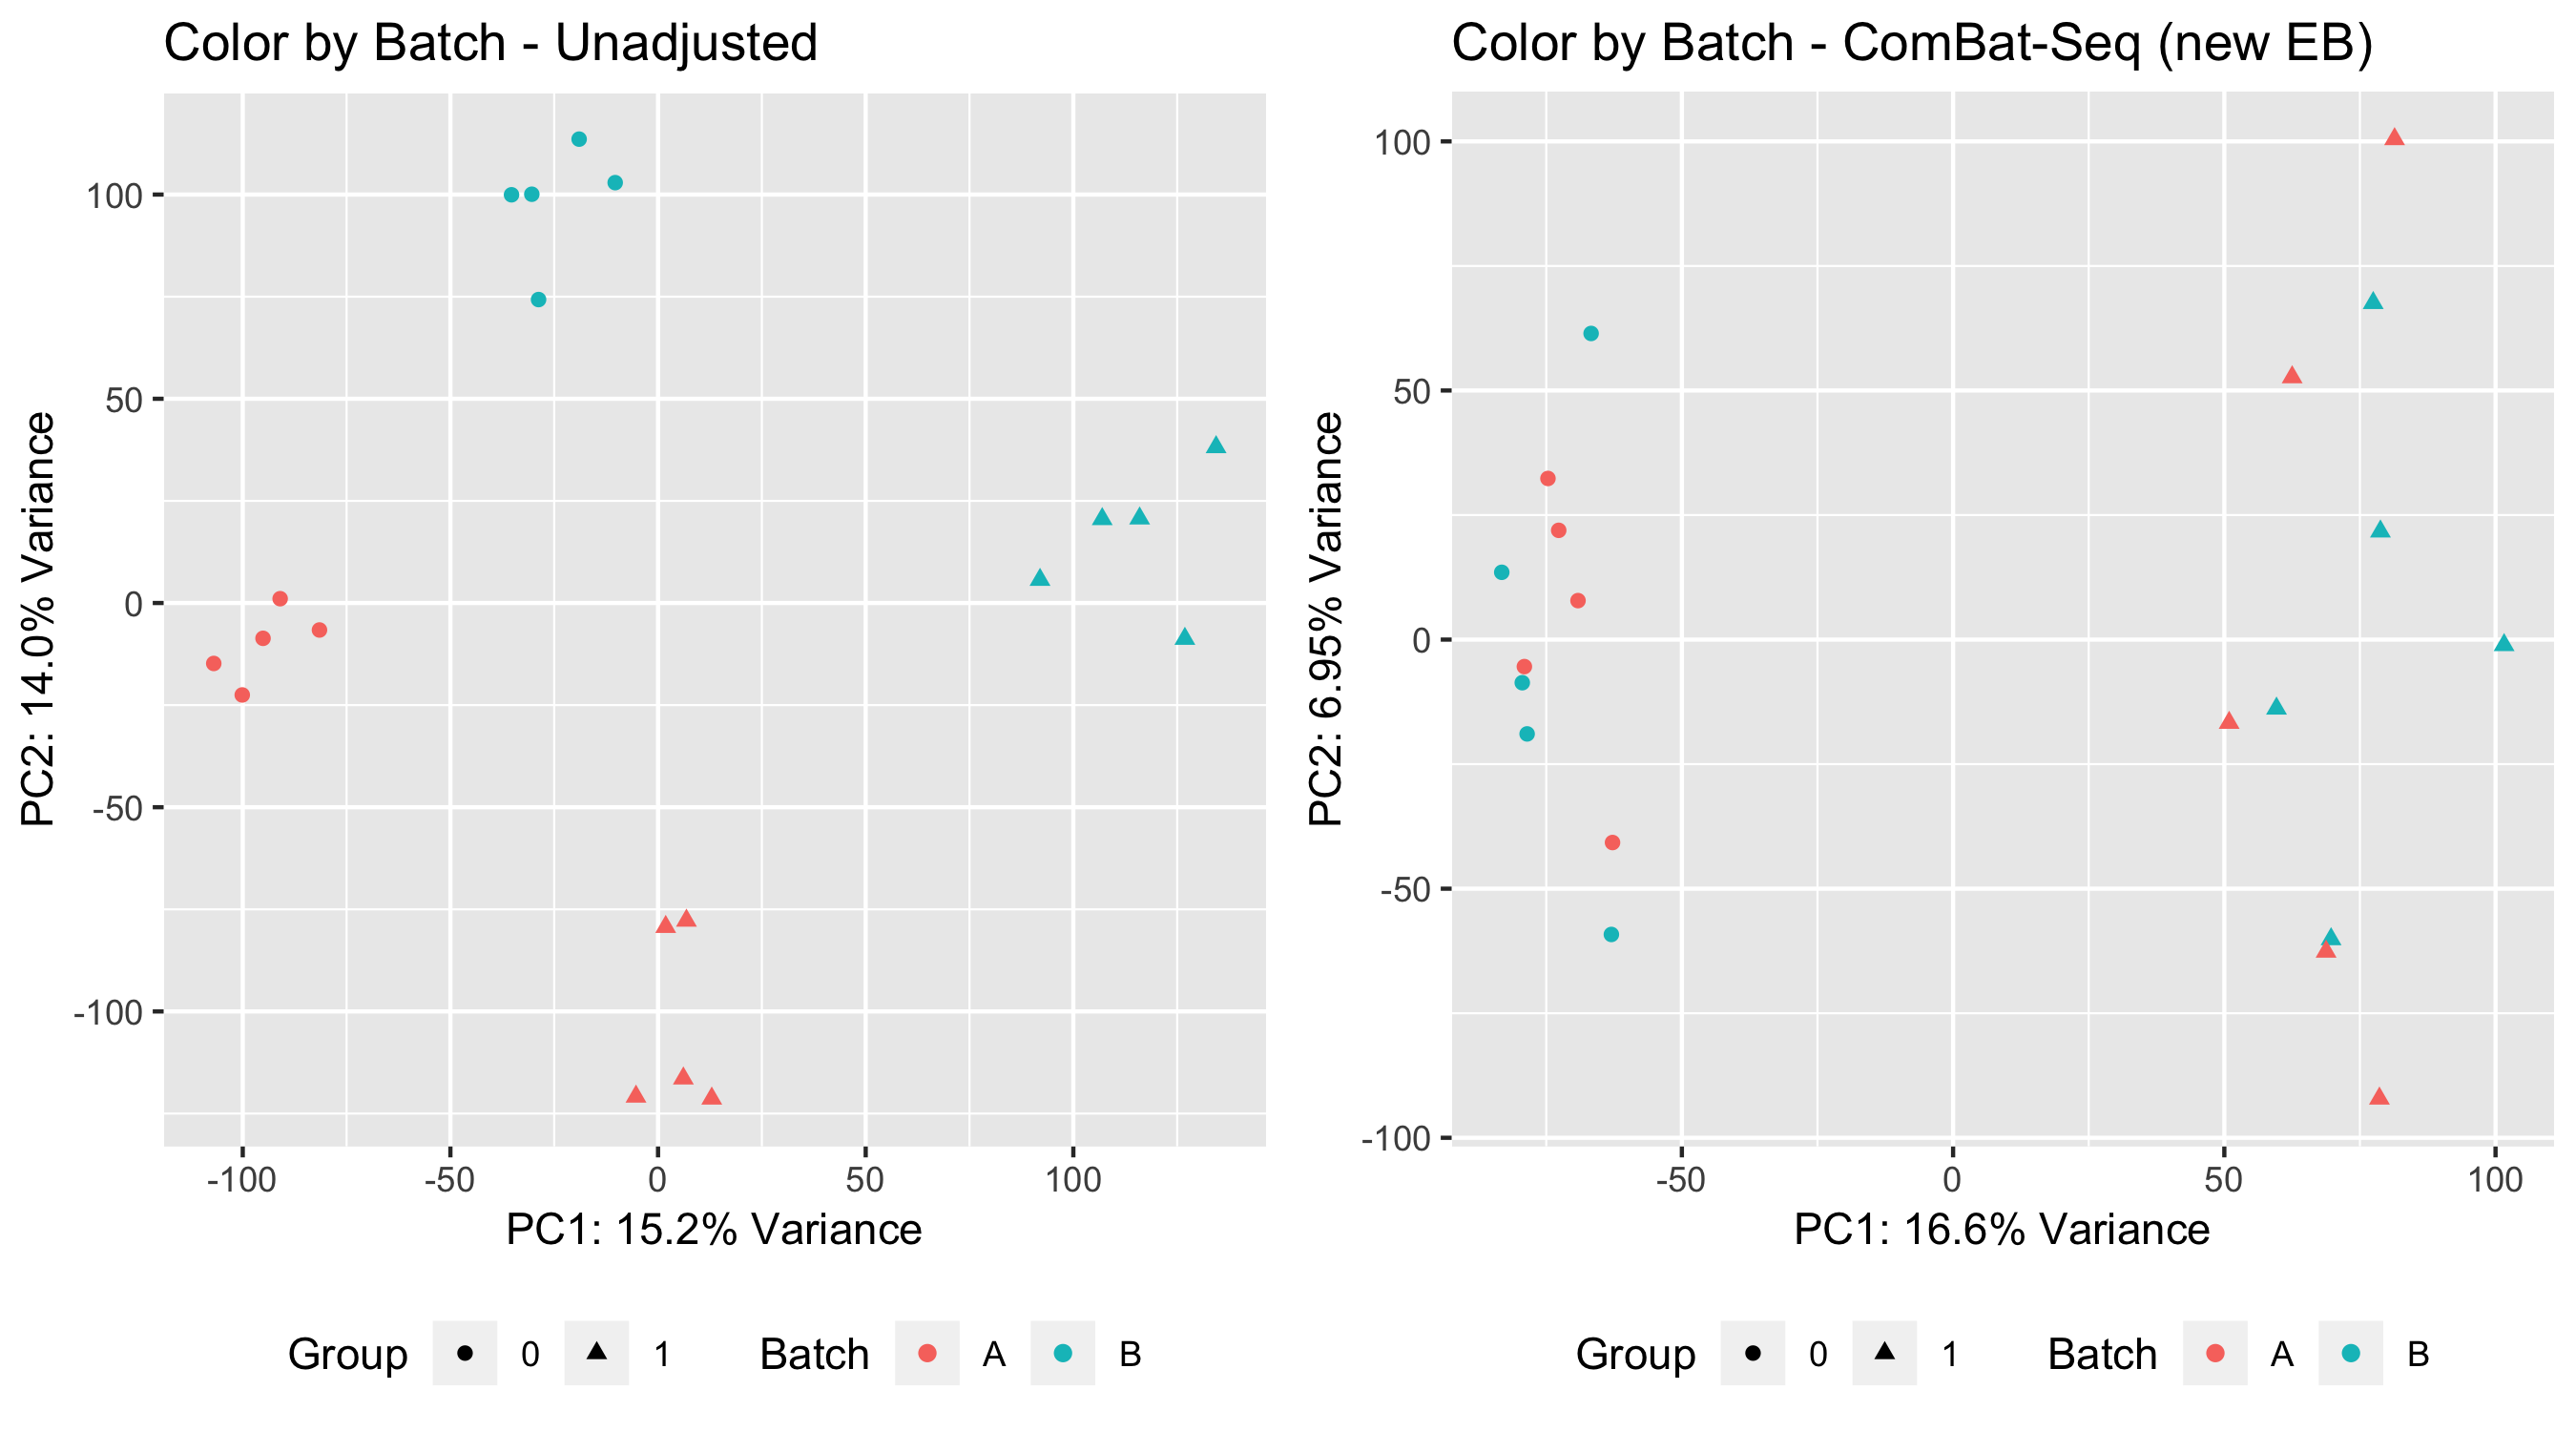 Color by Batch - Unadjusted
100
50
0
-50
-100
PC2: 14.0% Variance
-100 -50 0 50 100
PC1: 15.2% Variance
Group 0 1 Batch A B
Color by Batch - ComBat-Seq (new EB)
100
50
0
-50
-100
PC2: 6.95% Variance
-50 0 50 100
PC1: 16.6% Variance
Group 0 1 Batch A B